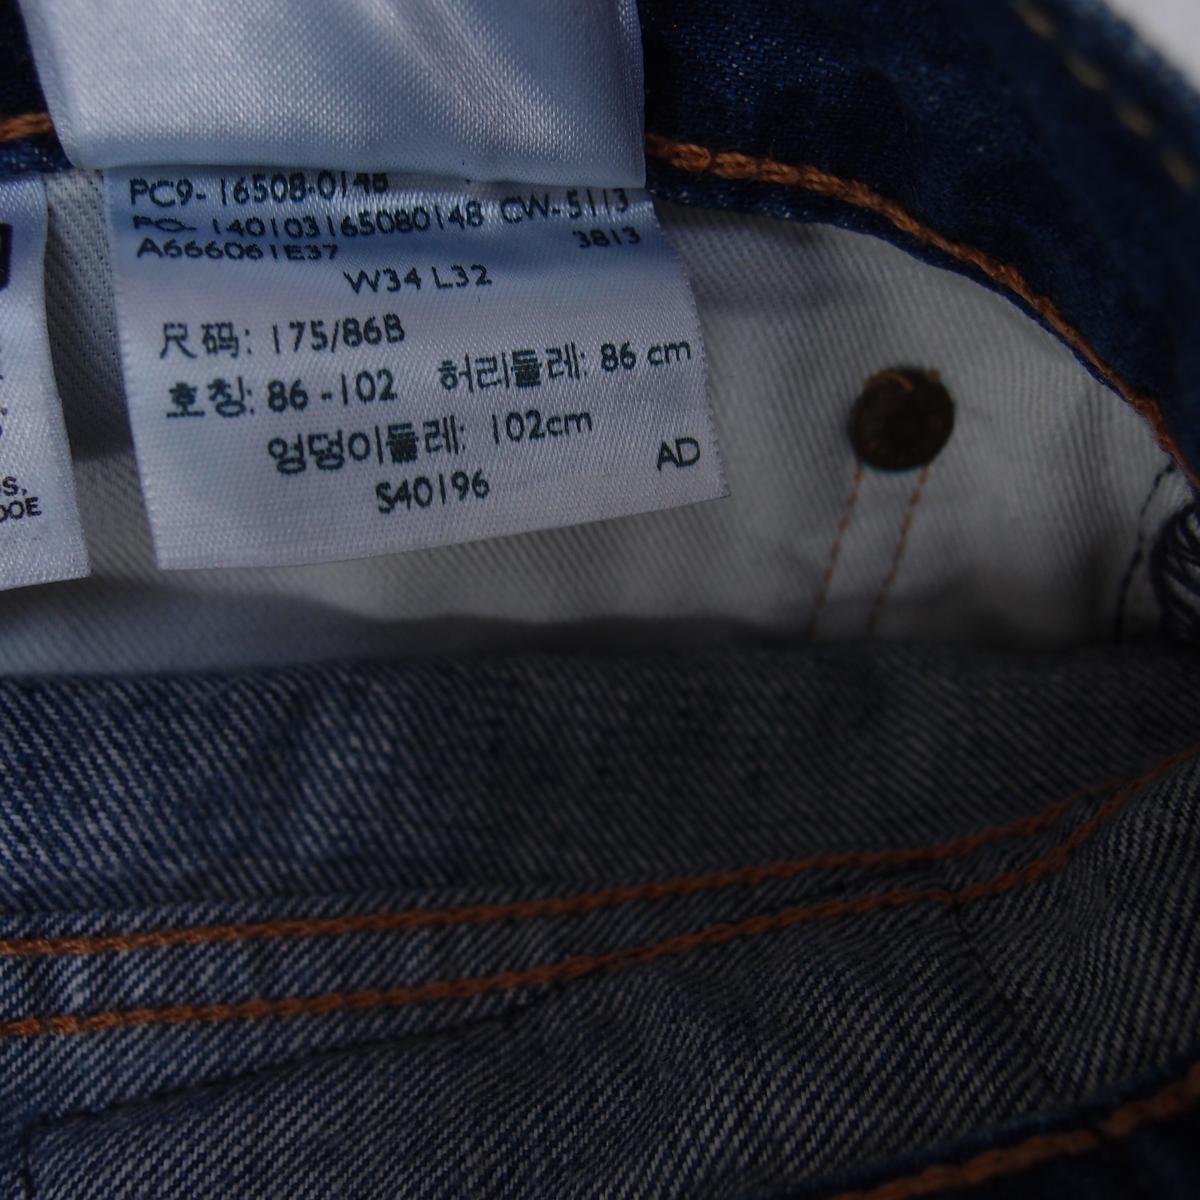 PC9-16508-0148
PO- 140103165080148 CW-5113
A666061E37 3813
W34 L32
尺码: 175/86B
호칭: 86 -102 허리둘레: 86 cm
엉덩이둘레: 102cm
AD
S40196